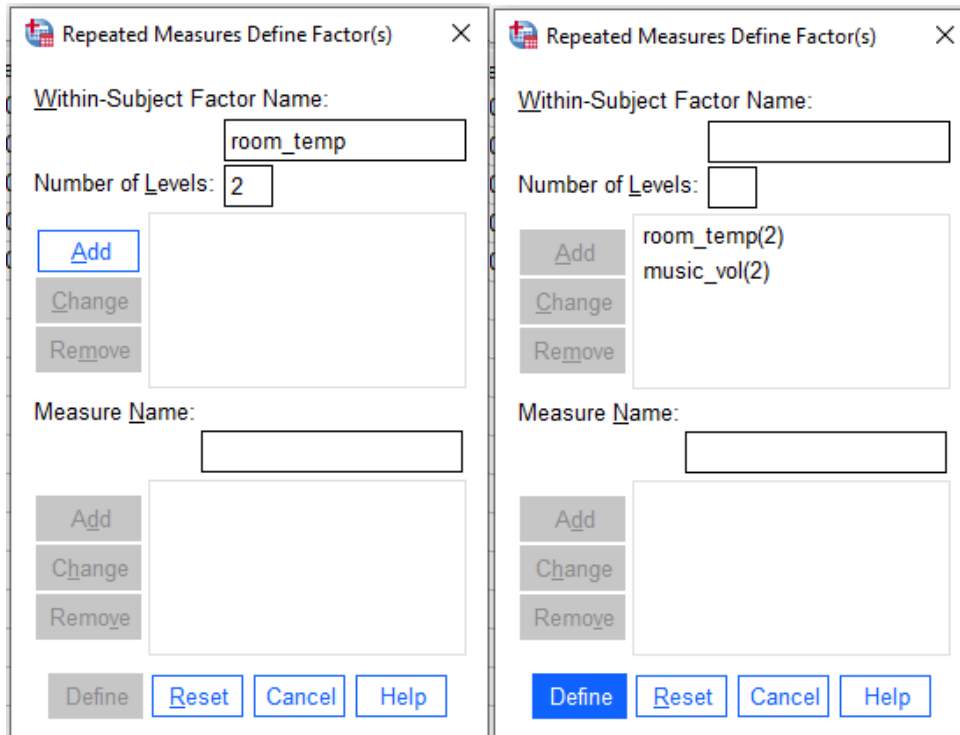 Repeated Measures Define Factor(s)
Within-Subject Factor Name:
room_temp
Number of Levels: 2
Add
Change
Remove
Measure Name:
Add
Change
Remove
Define Reset Cancel Help
Repeated Measures Define Factor(s)
Within-Subject Factor Name:
Number of Levels:
Add
Change
Remove
room_temp(2)
music_vol(2)
Measure Name:
Add
Change
Remove
Define Reset Cancel Help